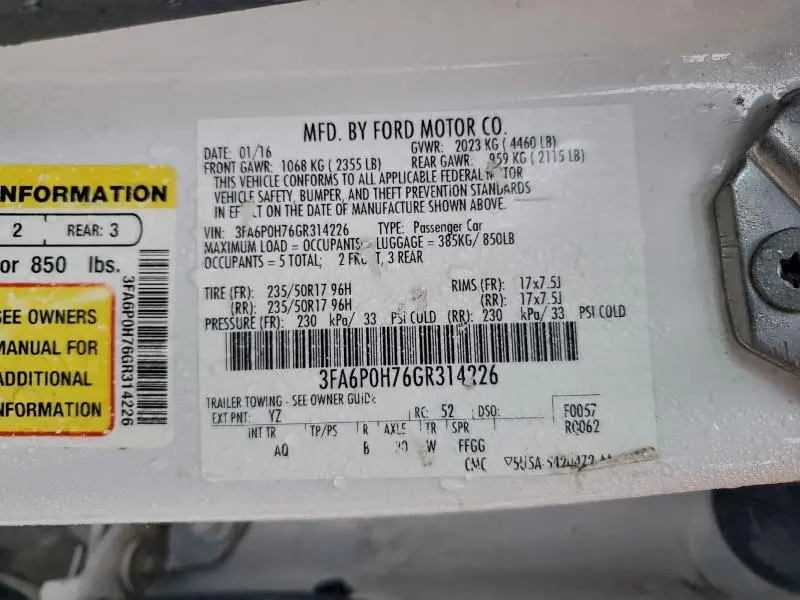 MFD. BY FORD MOTOR CO.
DATE: 01/16 GVWR: 2023 KG ( 4460 LB)
FRONT GAWR: 1068 KG ( 2355 LB) REAR GAWR: 959 KG ( 2115 LB)
THIS VEHICLE CONFORMS TO ALL APPLICABLE FEDERAL
VEHICLE SAFETY, BUMPER, AND THEFT PREVENTION STANDARDS
IN ON THE DATE OF MANUFACTURE SHOWN ABOVE.
VIN: 3FA6P0H76GR314226 TYPE: Passenger Car
MAXIMUM LOAD = OCCUPANTS LUGGAGE = 385KG/ 850LB
OCCUPANTS = 5 TOTAL; 2 3 REAR
TIRE (FR): 235/50R17 96H RIMS (FR): 17x7.5J
(RR): 235/50R17 96H (RR): 17x7.5J
PRESSURE (FR): 230 kPa/ 33 PSI COLD (RR): 230 kPa/ 33 PSI COLD
3FA6P0H76GR314226
TRAILER TOWING - SEE OWNER GUIDE
EXT PNT: YZ RC: 52 DSO: F0057
R0062
INT TR TP/PS R AXLE TR SPR
AQ B W FFGG
CMC
INFORMATION
2 REAR: 3
or 850 lbs.
SEE OWNERS
MANUAL FOR
ADDITIONAL
INFORMATION
3FA6P0H76GR314226